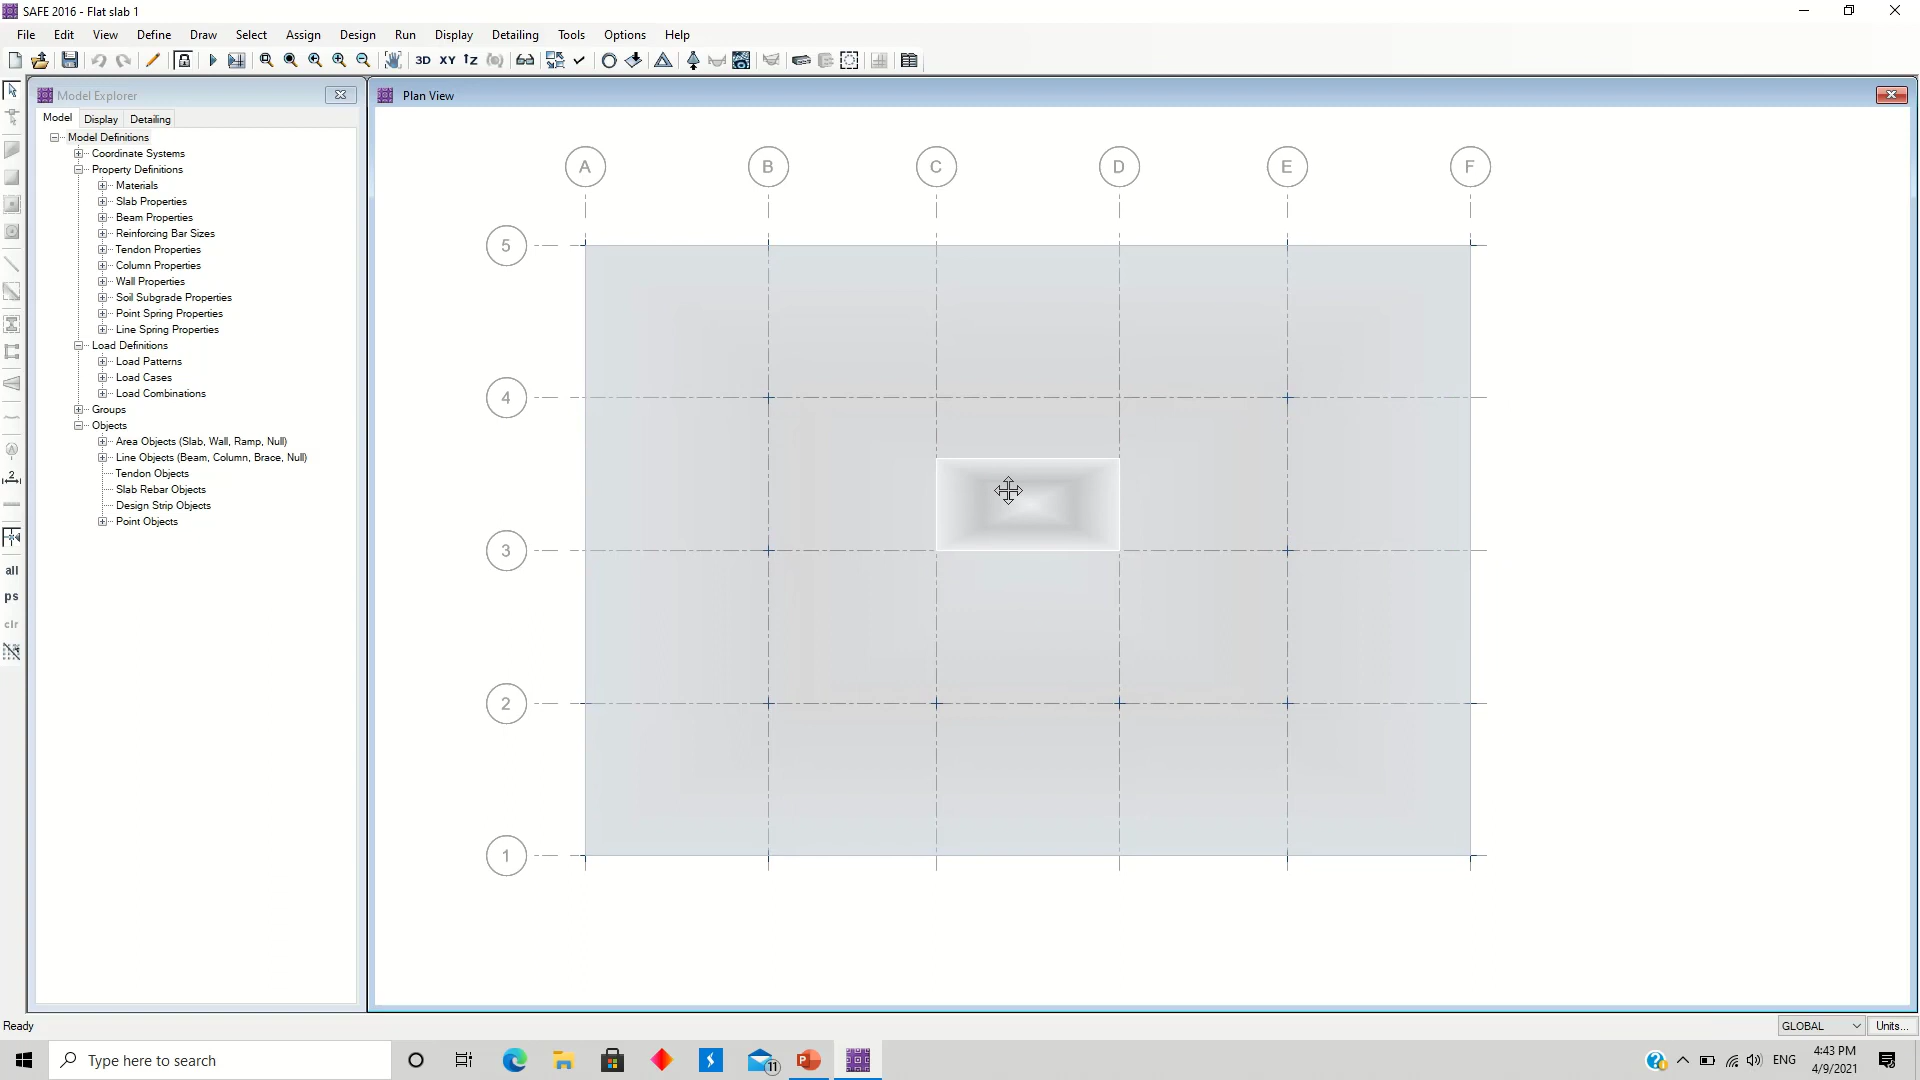 SAFE 2016 - Flat slab 1
File Edit View Define Draw Select Assign Design Run Display Tools Detailing Options Help
3D XY
Model Explorer
Plan View
Model Display Detailing
Model Definitions
Coordinate Systems
Property Definitions
Materials
Slab Properties
Beam Properties
Reinforcing Bar Sizes
Tendon Properties
Column Properties
Wall Properties
Soil Subgrade Properties
Point Spring Properties
Line Spring Properties
Load Definitions
Load Patterns
Load Cases
Load Combinations
Groups
Objects
Area Objects (Slab, Wall, Ramp, Null)
Line Objects (Beam, Column, Brace, Null)
Tendon Objects
Slab Rebar Objects
Design Strip Objects
Point Objects
all
ps
clr
A B C D E F
5
4
3
2
1
Ready
GLOBAL Units...
Type here to search
11
ENG
4:43 PM
4/9/2021